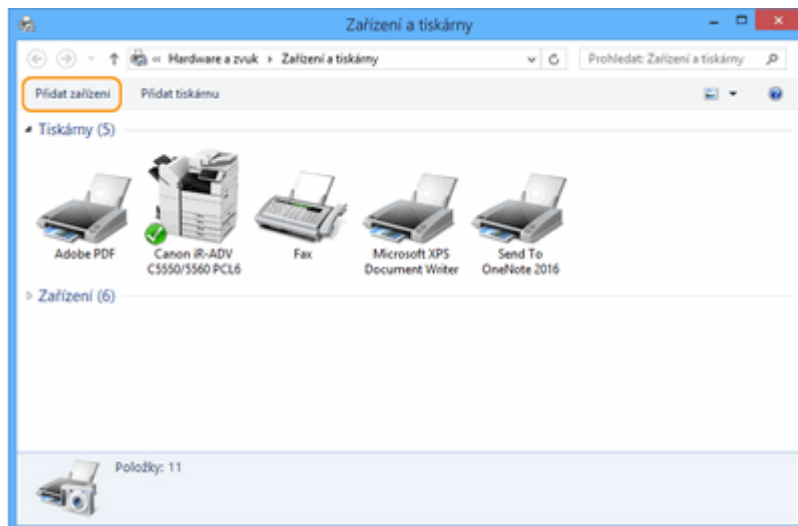 Zařízení a tiskárny
« Hardware a zvuk Zařízení a tiskárny
Prohledat: Zařízení a tiskárny
Přidat zařízení Přidat tiskárnu
Tiskárny (5)
Adobe PDF
Canon iR-ADV
C5550/5560 PCL6
Fax
Microsoft XPS
Document Writer
Send To
OneNote 2016
Zařízení (6)
Položky: 11